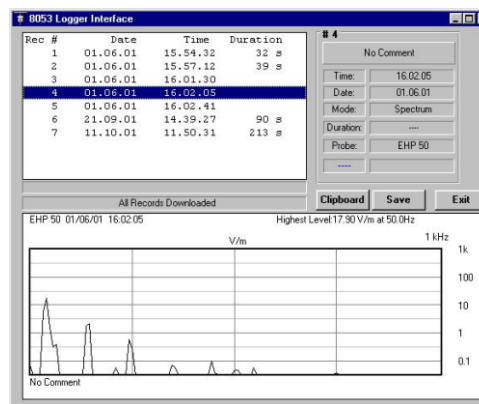 8053 Logger Interface
Rec # Date Time Duration
1 01.06.01 15.54.32 32 s
2 01.06.01 15.57.12 39 s
3 01.06.01 16.01.30
4 01.06.01 16.02.05
5 01.06.01 16.02.41
6 21.09.01 14.39.27 90 s
7 11.10.01 11.50.31 213 s
All Records Downloaded
# 4
No Comment
Time: 16.02.05
Date: 01.06.01
Mode: Spectrum
Duration: ----
Probe: EHP 50
----
Clipboard Save Exit
EHP 50 01/06/01 16:02:05 Highest Level:17.90 V/m at 50.0Hz
V/m 1 kHz
1k
100
10
1
0.1
No Comment